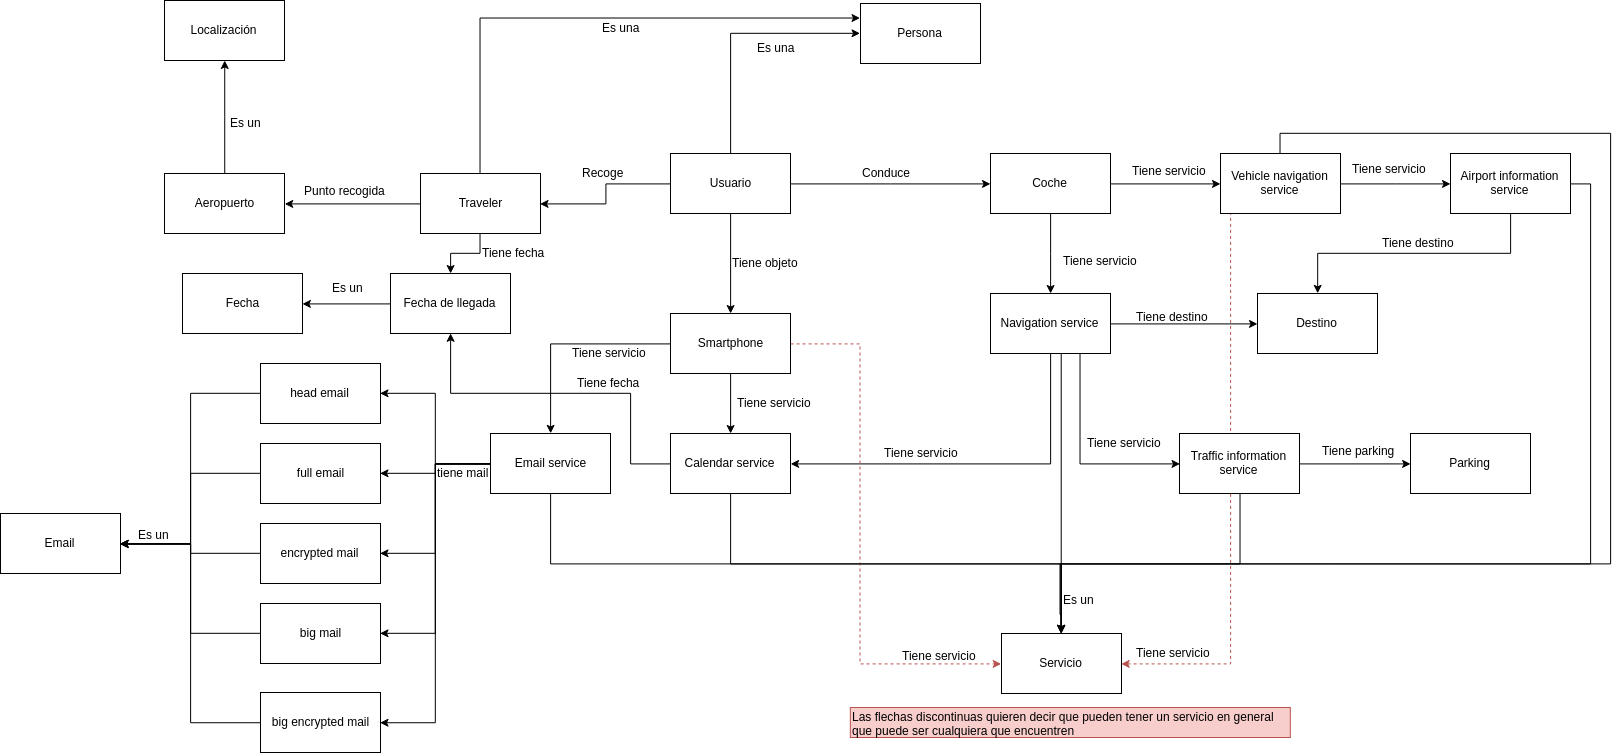 Localización
Es una
Persona
Es una
Es un
Recoge
Conduce
Tiene servicio
Tiene servicio
Usuario
Coche
Vehicle navigation
service
Airport information
service
Punto recogida
Aeropuerto
Traveler
Tiene fecha
Tiene destino
Tiene objeto
Tiene servicio
Es un
Fecha
Fecha de llegada
Tiene destino
Navigation service
Destino
Smartphone
Tiene servicio
Tiene fecha
head email
Tiene servicio
Tiene servicio
Tiene servicio
Tiene parking
full email
tiene mail
Email service
Calendar service
Traffic information
service
Parking
Es un
Email
encrypted mail
Es un
big mail
Tiene servicio
Servicio
Tiene servicio
big encrypted mail
Las flechas discontinuas quieren decir que pueden tener un servicio en general
que puede ser cualquiera que encuentren